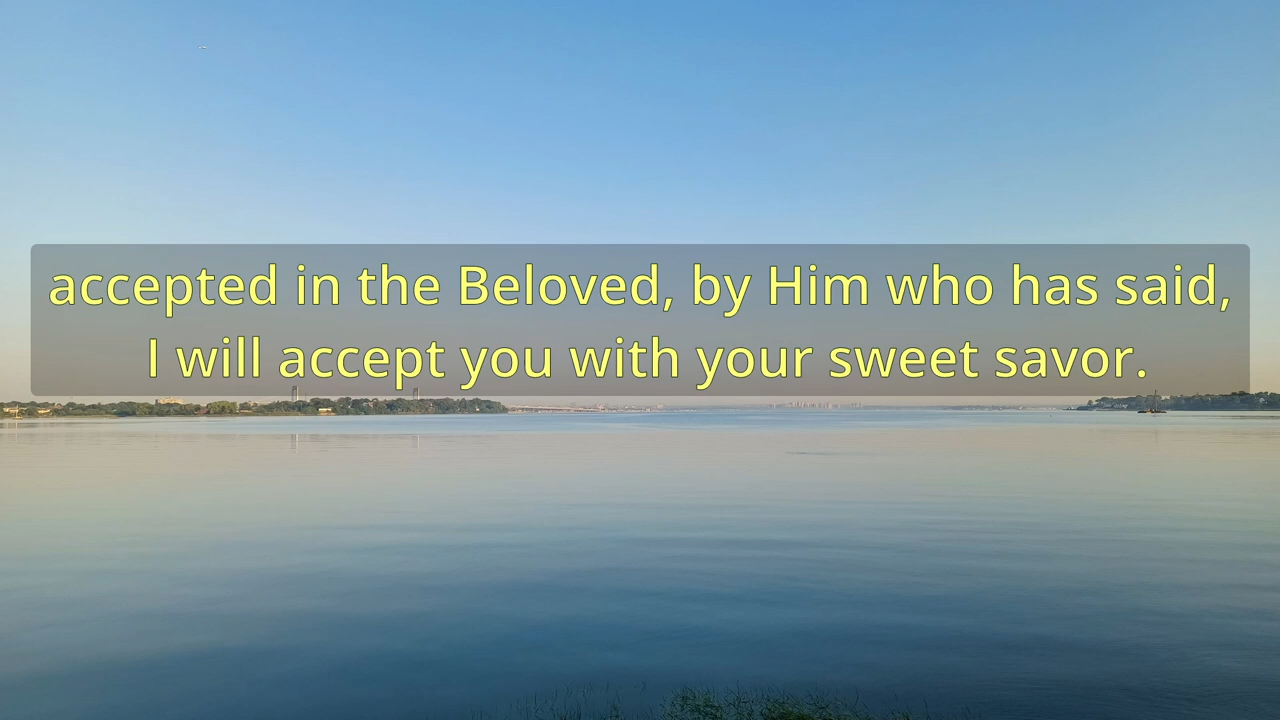 accepted in the Beloved, by Him who has said,
I will accept you with your sweet savor.